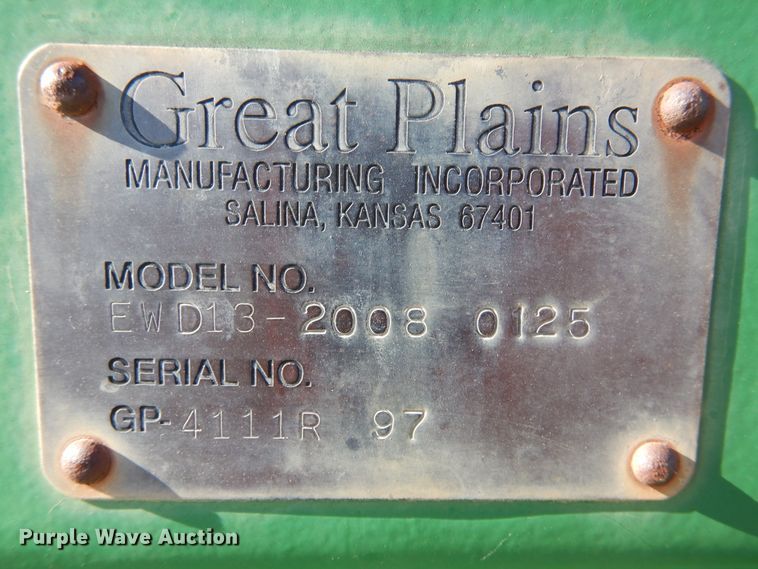 Great Plains
MANUFACTURING INCORPORATED
SALINA, KANSAS 67401
MODEL NO.
EWD13-2008 0125
SERIAL NO.
GP-4111R 97
Purple Wave Auction